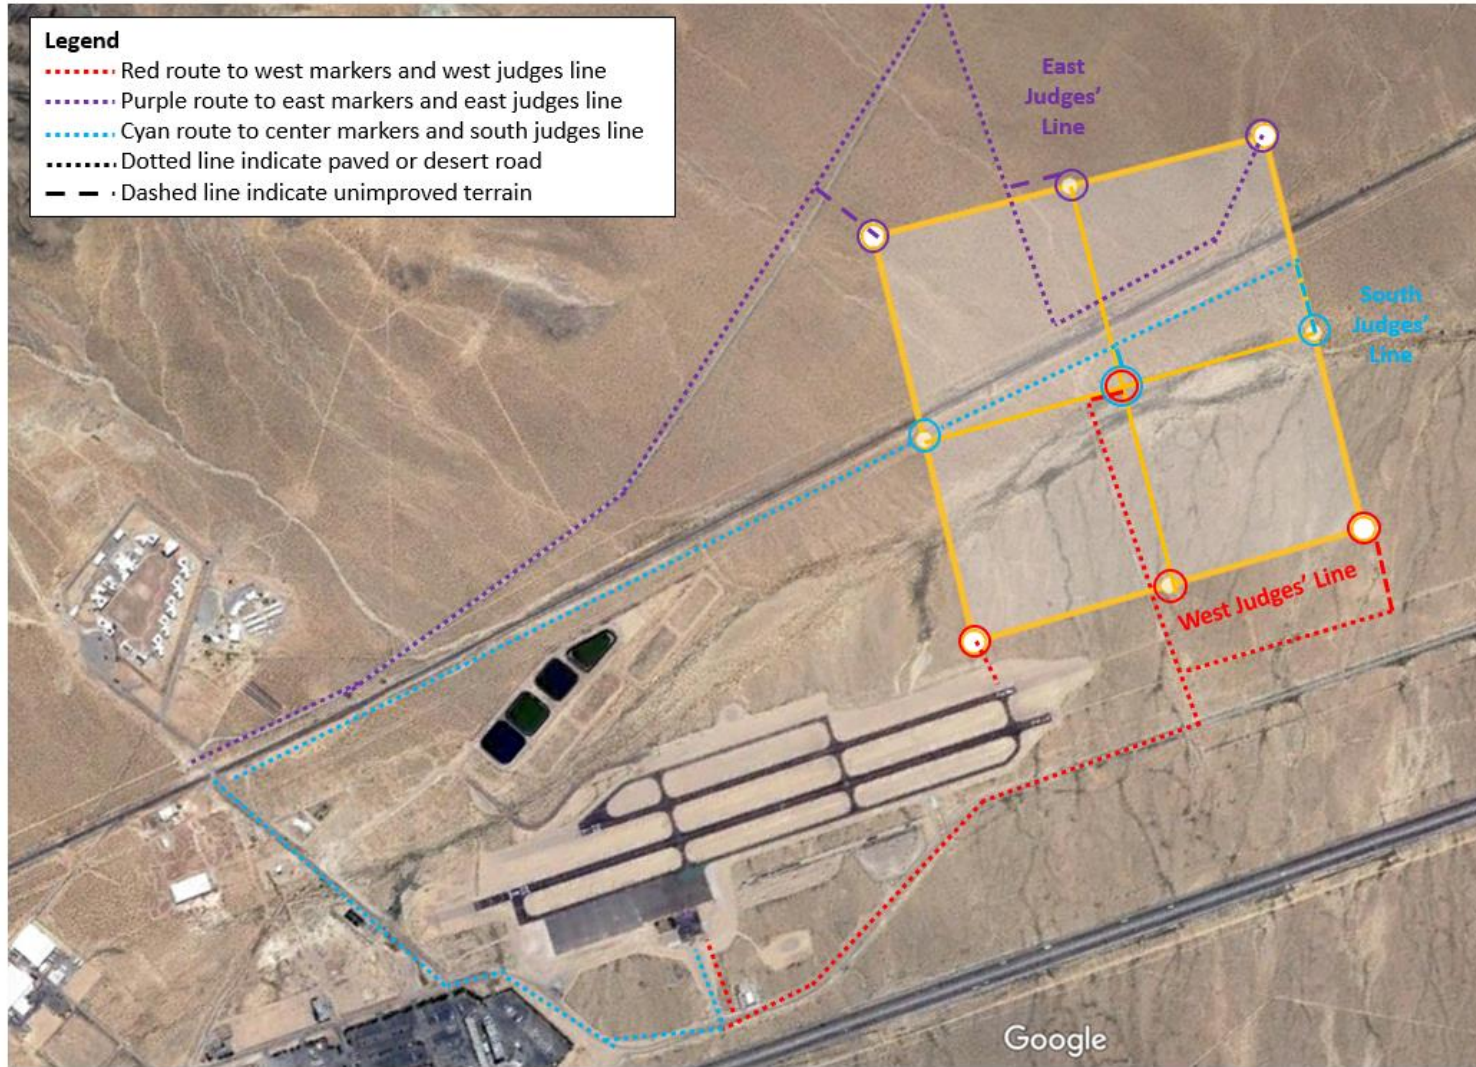 Legend
Red route to west markers and west judges line
Purple route to east markers and east judges line
Cyan route to center markers and south judges line
Dotted line indicate paved or desert road
Dashed line indicate unimproved terrain
East
Judges’
Line
South
Judges’
Line
West Judges’ Line
Google